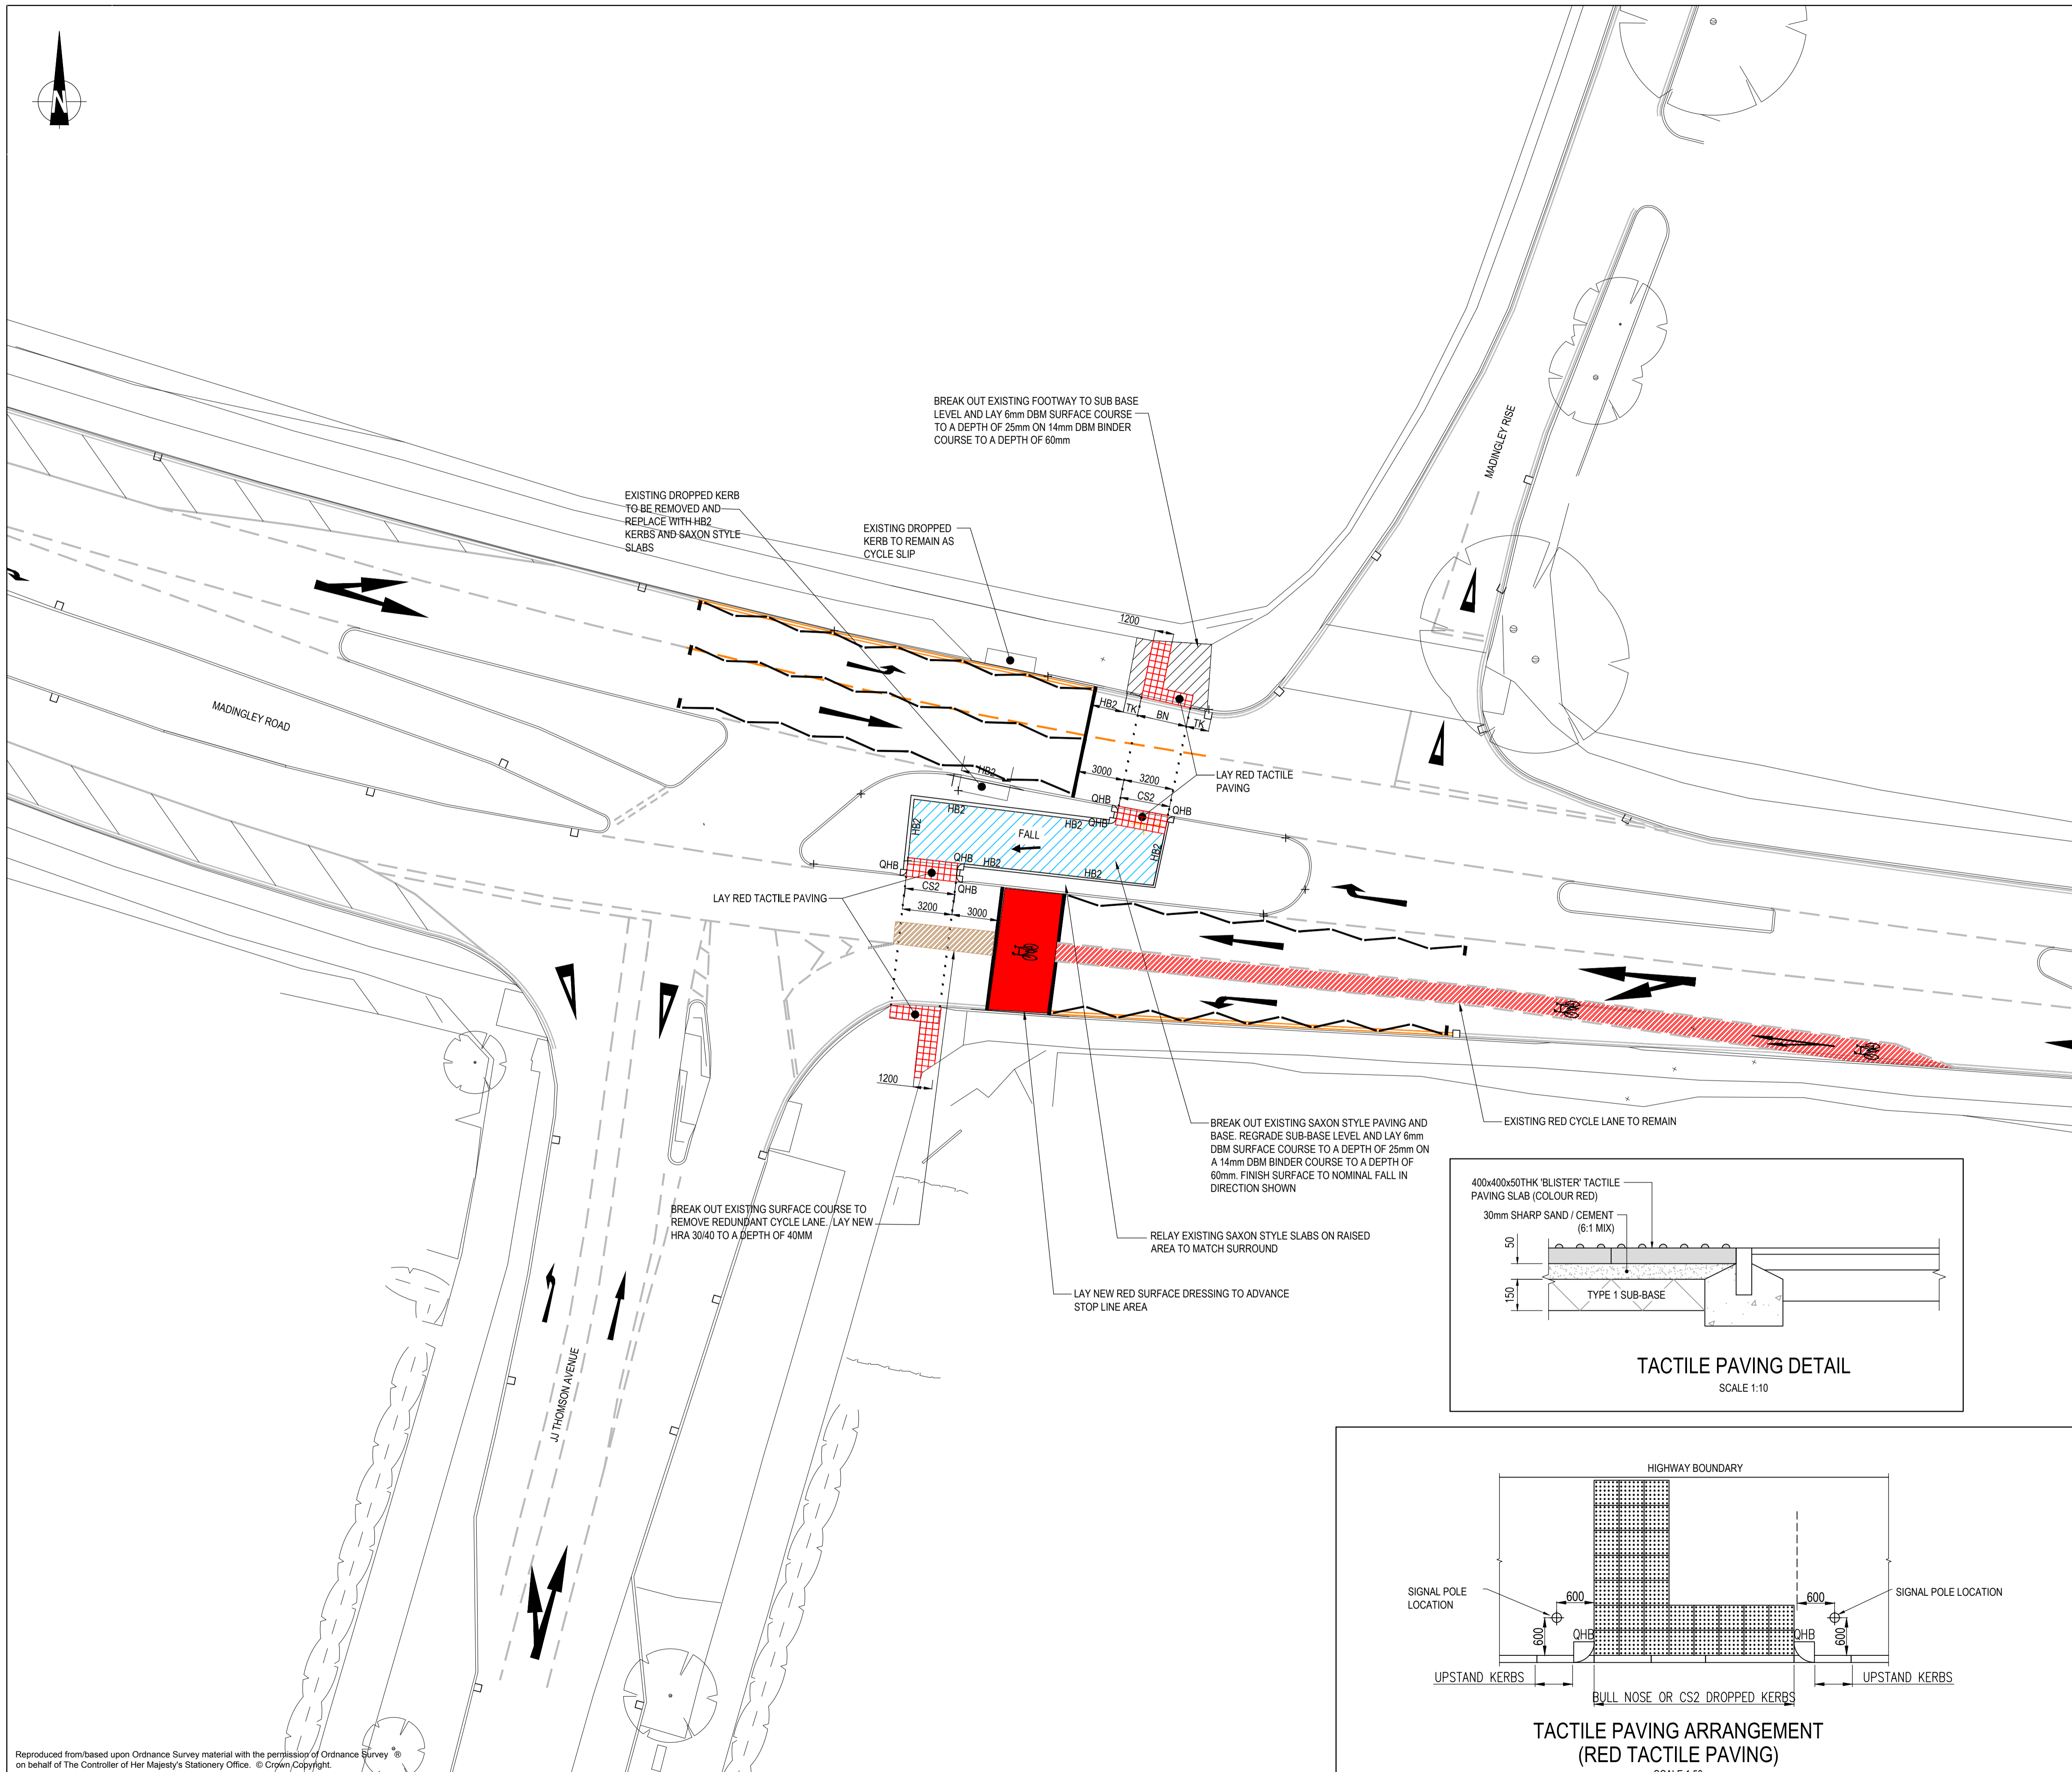 N
BREAK OUT EXISTING FOOTWAY TO SUB BASE
LEVEL AND LAY 6mm DBM SURFACE COURSE
TO A DEPTH OF 25mm ON 14mm DBM BINDER
COURSE TO A DEPTH OF 60mm
MADINGLEY RISE
EXISTING DROPPED KERB
TO BE REMOVED AND
REPLACE WITH HB2
KERBS AND SAXON STYLE
SLABS
EXISTING DROPPED
KERB TO REMAIN AS
CYCLE SLIP
1200
MADINGLEY ROAD
HB2
TK
BN
TK
HB2
3000
3200
LAY RED TACTILE
PAVING
CS2
QHB
QHB
HB2
HB2
QHB
HB2
FALL
HB2
QHB
QHB
HB2
HB2
CS2
QHB
LAY RED TACTILE PAVING
3200
3000
1200
BREAK OUT EXISTING SAXON STYLE PAVING AND
BASE. REGRADE SUB-BASE LEVEL AND LAY 6mm
DBM SURFACE COURSE TO A DEPTH OF 25mm ON
A 14mm DBM BINDER COURSE TO A DEPTH OF
60mm. FINISH SURFACE TO NOMINAL FALL IN
DIRECTION SHOWN
EXISTING RED CYCLE LANE TO REMAIN
BREAK OUT EXISTING SURFACE COURSE TO
REMOVE REDUNDANT CYCLE LANE. LAY NEW
HRA 30/40 TO A DEPTH OF 40MM
RELAY EXISTING SAXON STYLE SLABS ON RAISED
AREA TO MATCH SURROUND
LAY NEW RED SURFACE DRESSING TO ADVANCE
STOP LINE AREA
JJ THOMSON AVENUE
400x400x50THK 'BLISTER' TACTILE
PAVING SLAB (COLOUR RED)
30mm SHARP SAND / CEMENT
(6:1 MIX)
50
150
TYPE 1 SUB-BASE
TACTILE PAVING DETAIL
SCALE 1:10
HIGHWAY BOUNDARY
SIGNAL POLE
LOCATION
600
600
SIGNAL POLE LOCATION
600
QHB
QHB
600
UPSTAND KERBS
UPSTAND KERBS
BULL NOSE OR CS2 DROPPED KERBS
TACTILE PAVING ARRANGEMENT
(RED TACTILE PAVING)
SCALE 1:50
Reproduced from/based upon Ordnance Survey material with the permission of Ordnance Survey ®
on behalf of The Controller of Her Majesty's Stationery Office. © Crown Copyright.